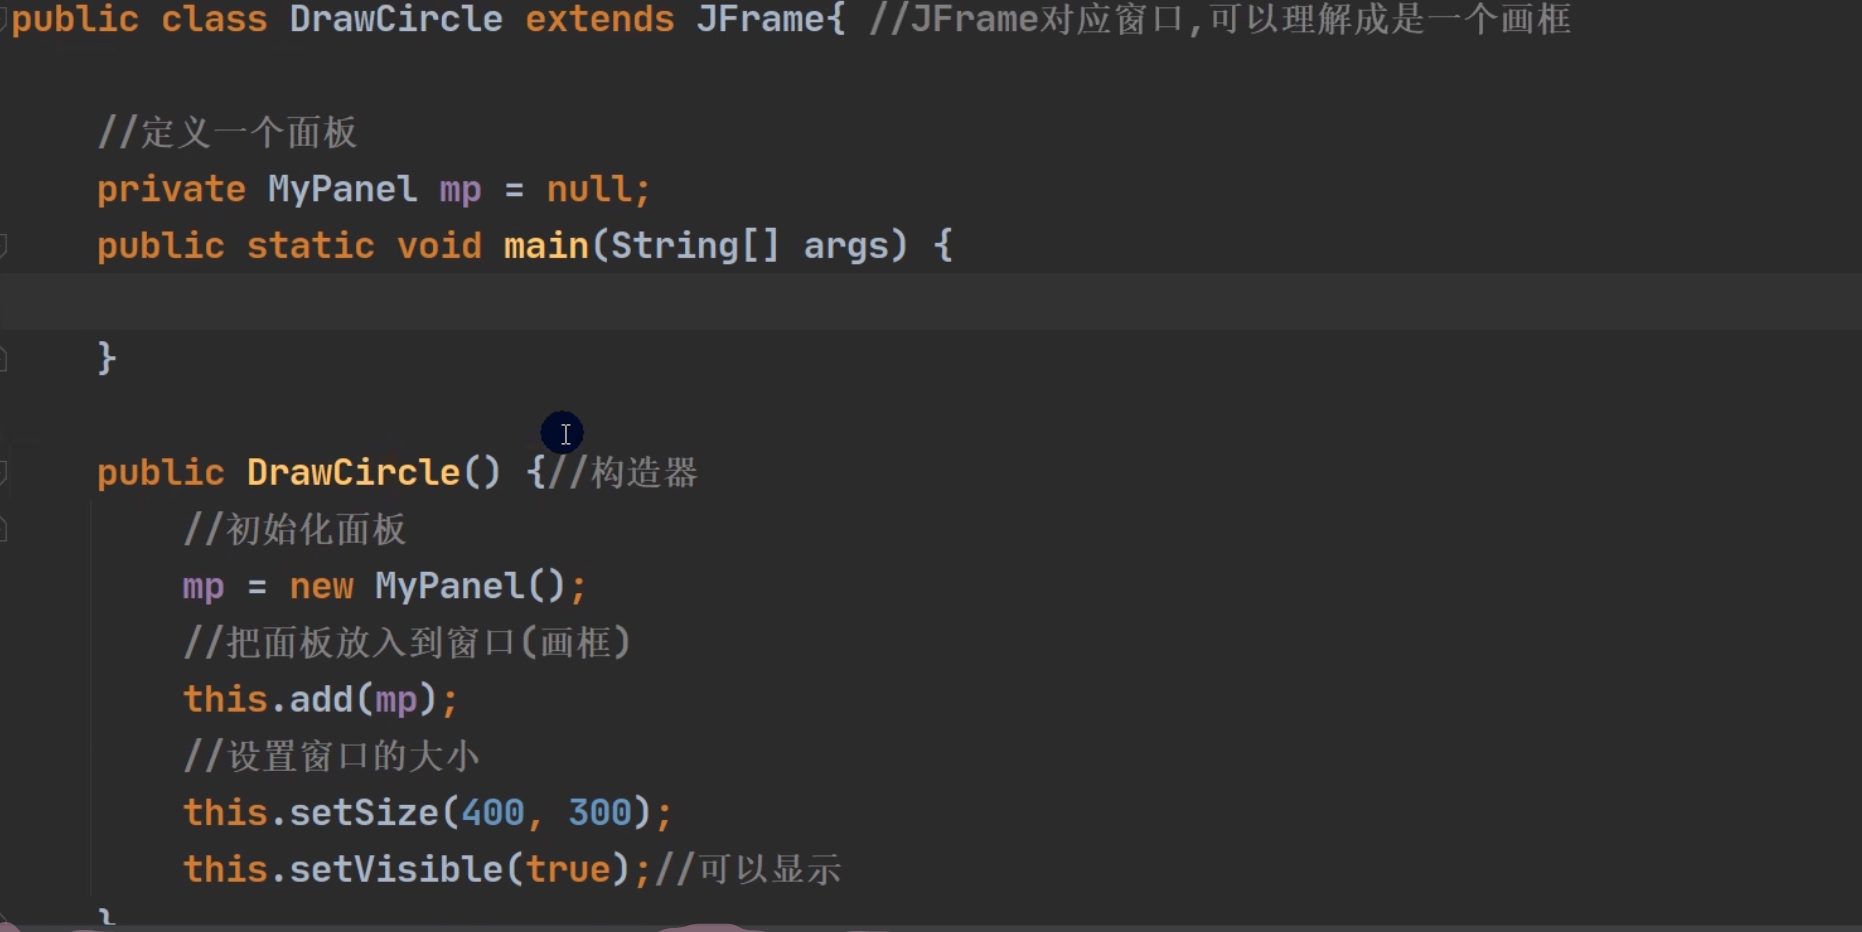 public class DrawCircle extends JFrame{ //JFrame对应窗口,可以理解成是一个画框
//定义一个面板
private MyPanel mp = null;
public static void main(String[] args) {
}
public DrawCircle() {//构造器
//初始化面板
mp = new MyPanel();
//把面板放入到窗口(画框)
this.add(mp);
//设置窗口的大小
this.setSize(400, 300);
this.setVisible(true);//可以显示
}